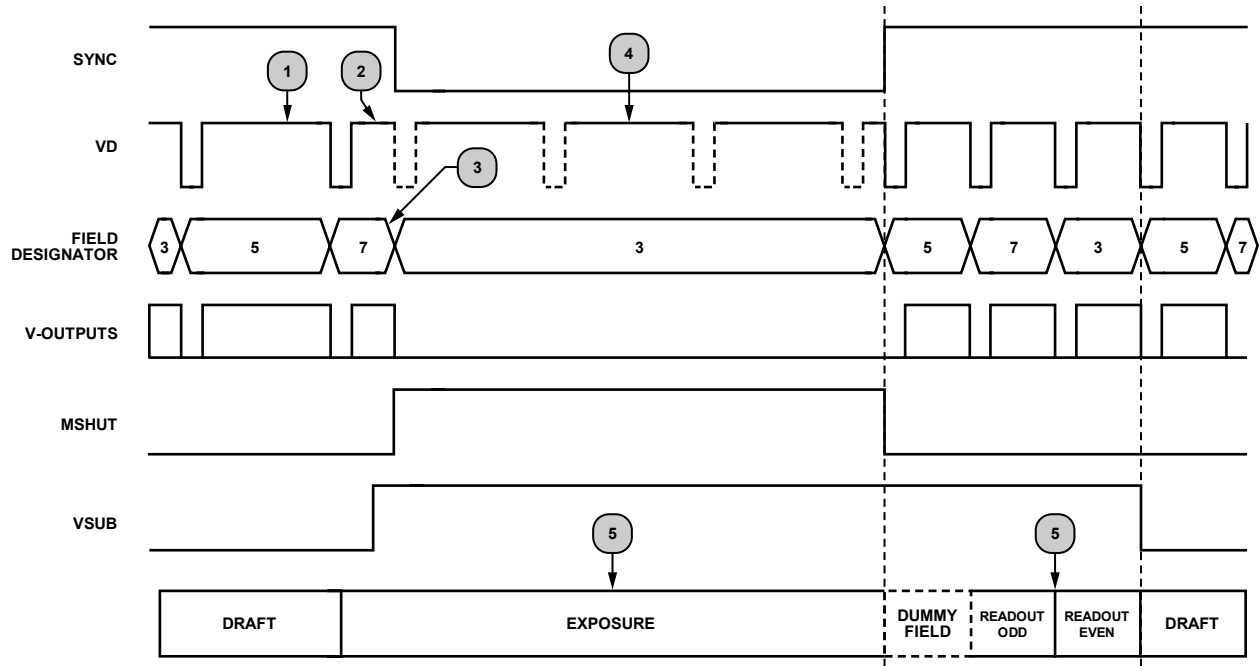 SYNC
1
2
4
VD
3
FIELD
DESIGNATOR
3
5
7
3
5
7
3
5
7
V-OUTPUTS
MSHUT
VSUB
5
5
DRAFT
EXPOSURE
DUMMY
FIELD
READOUT
ODD
READOUT
EVEN
DRAFT